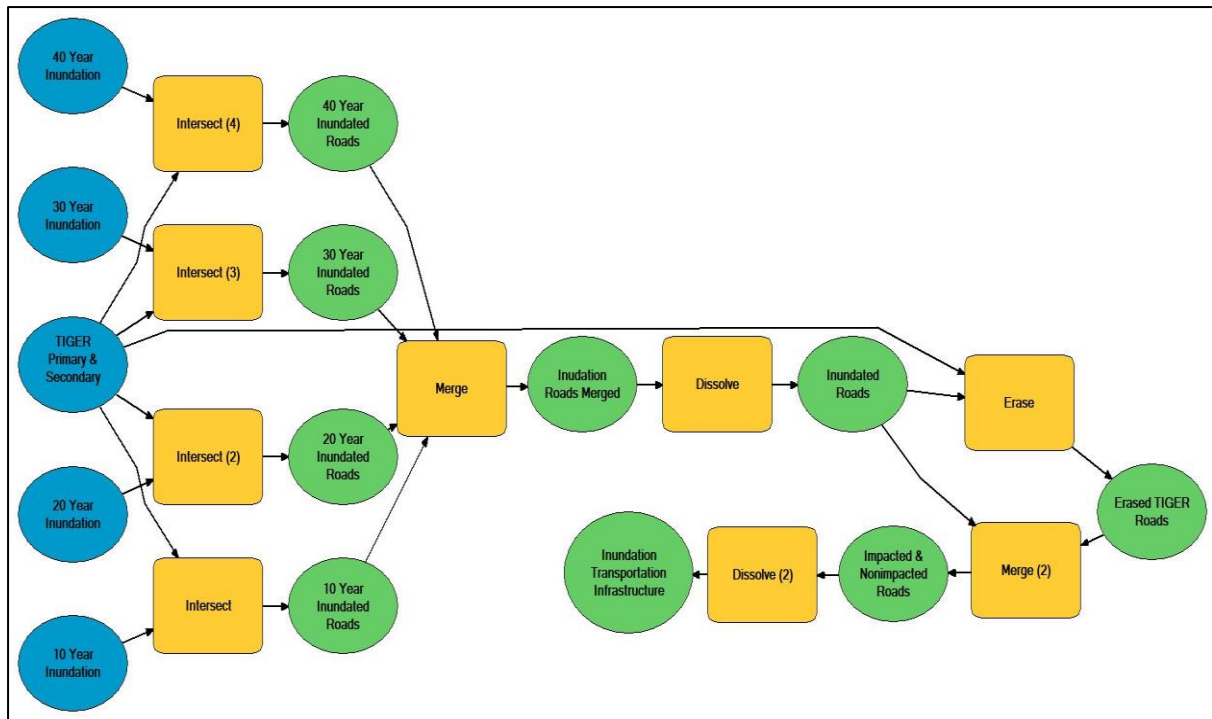 40 Year
Inundation
Intersect (4)
40 Year
Inundated
Roads
30 Year
Inundation
Intersect (3)
30 Year
Inundated
Roads
TIGER
Primary &
Secondary
Merge
Inudation
Roads Merged
Dissolve
Inundated
Roads
Erase
20 Year
Inundation
Intersect (2)
20 Year
Inundated
Roads
Erased TIGER
Roads
10 Year
Inundation
Intersect
10 Year
Inundated
Roads
Inundation
Transportation
Infrastructure
Dissolve (2)
Impacted &
Nonimpacted
Roads
Merge (2)